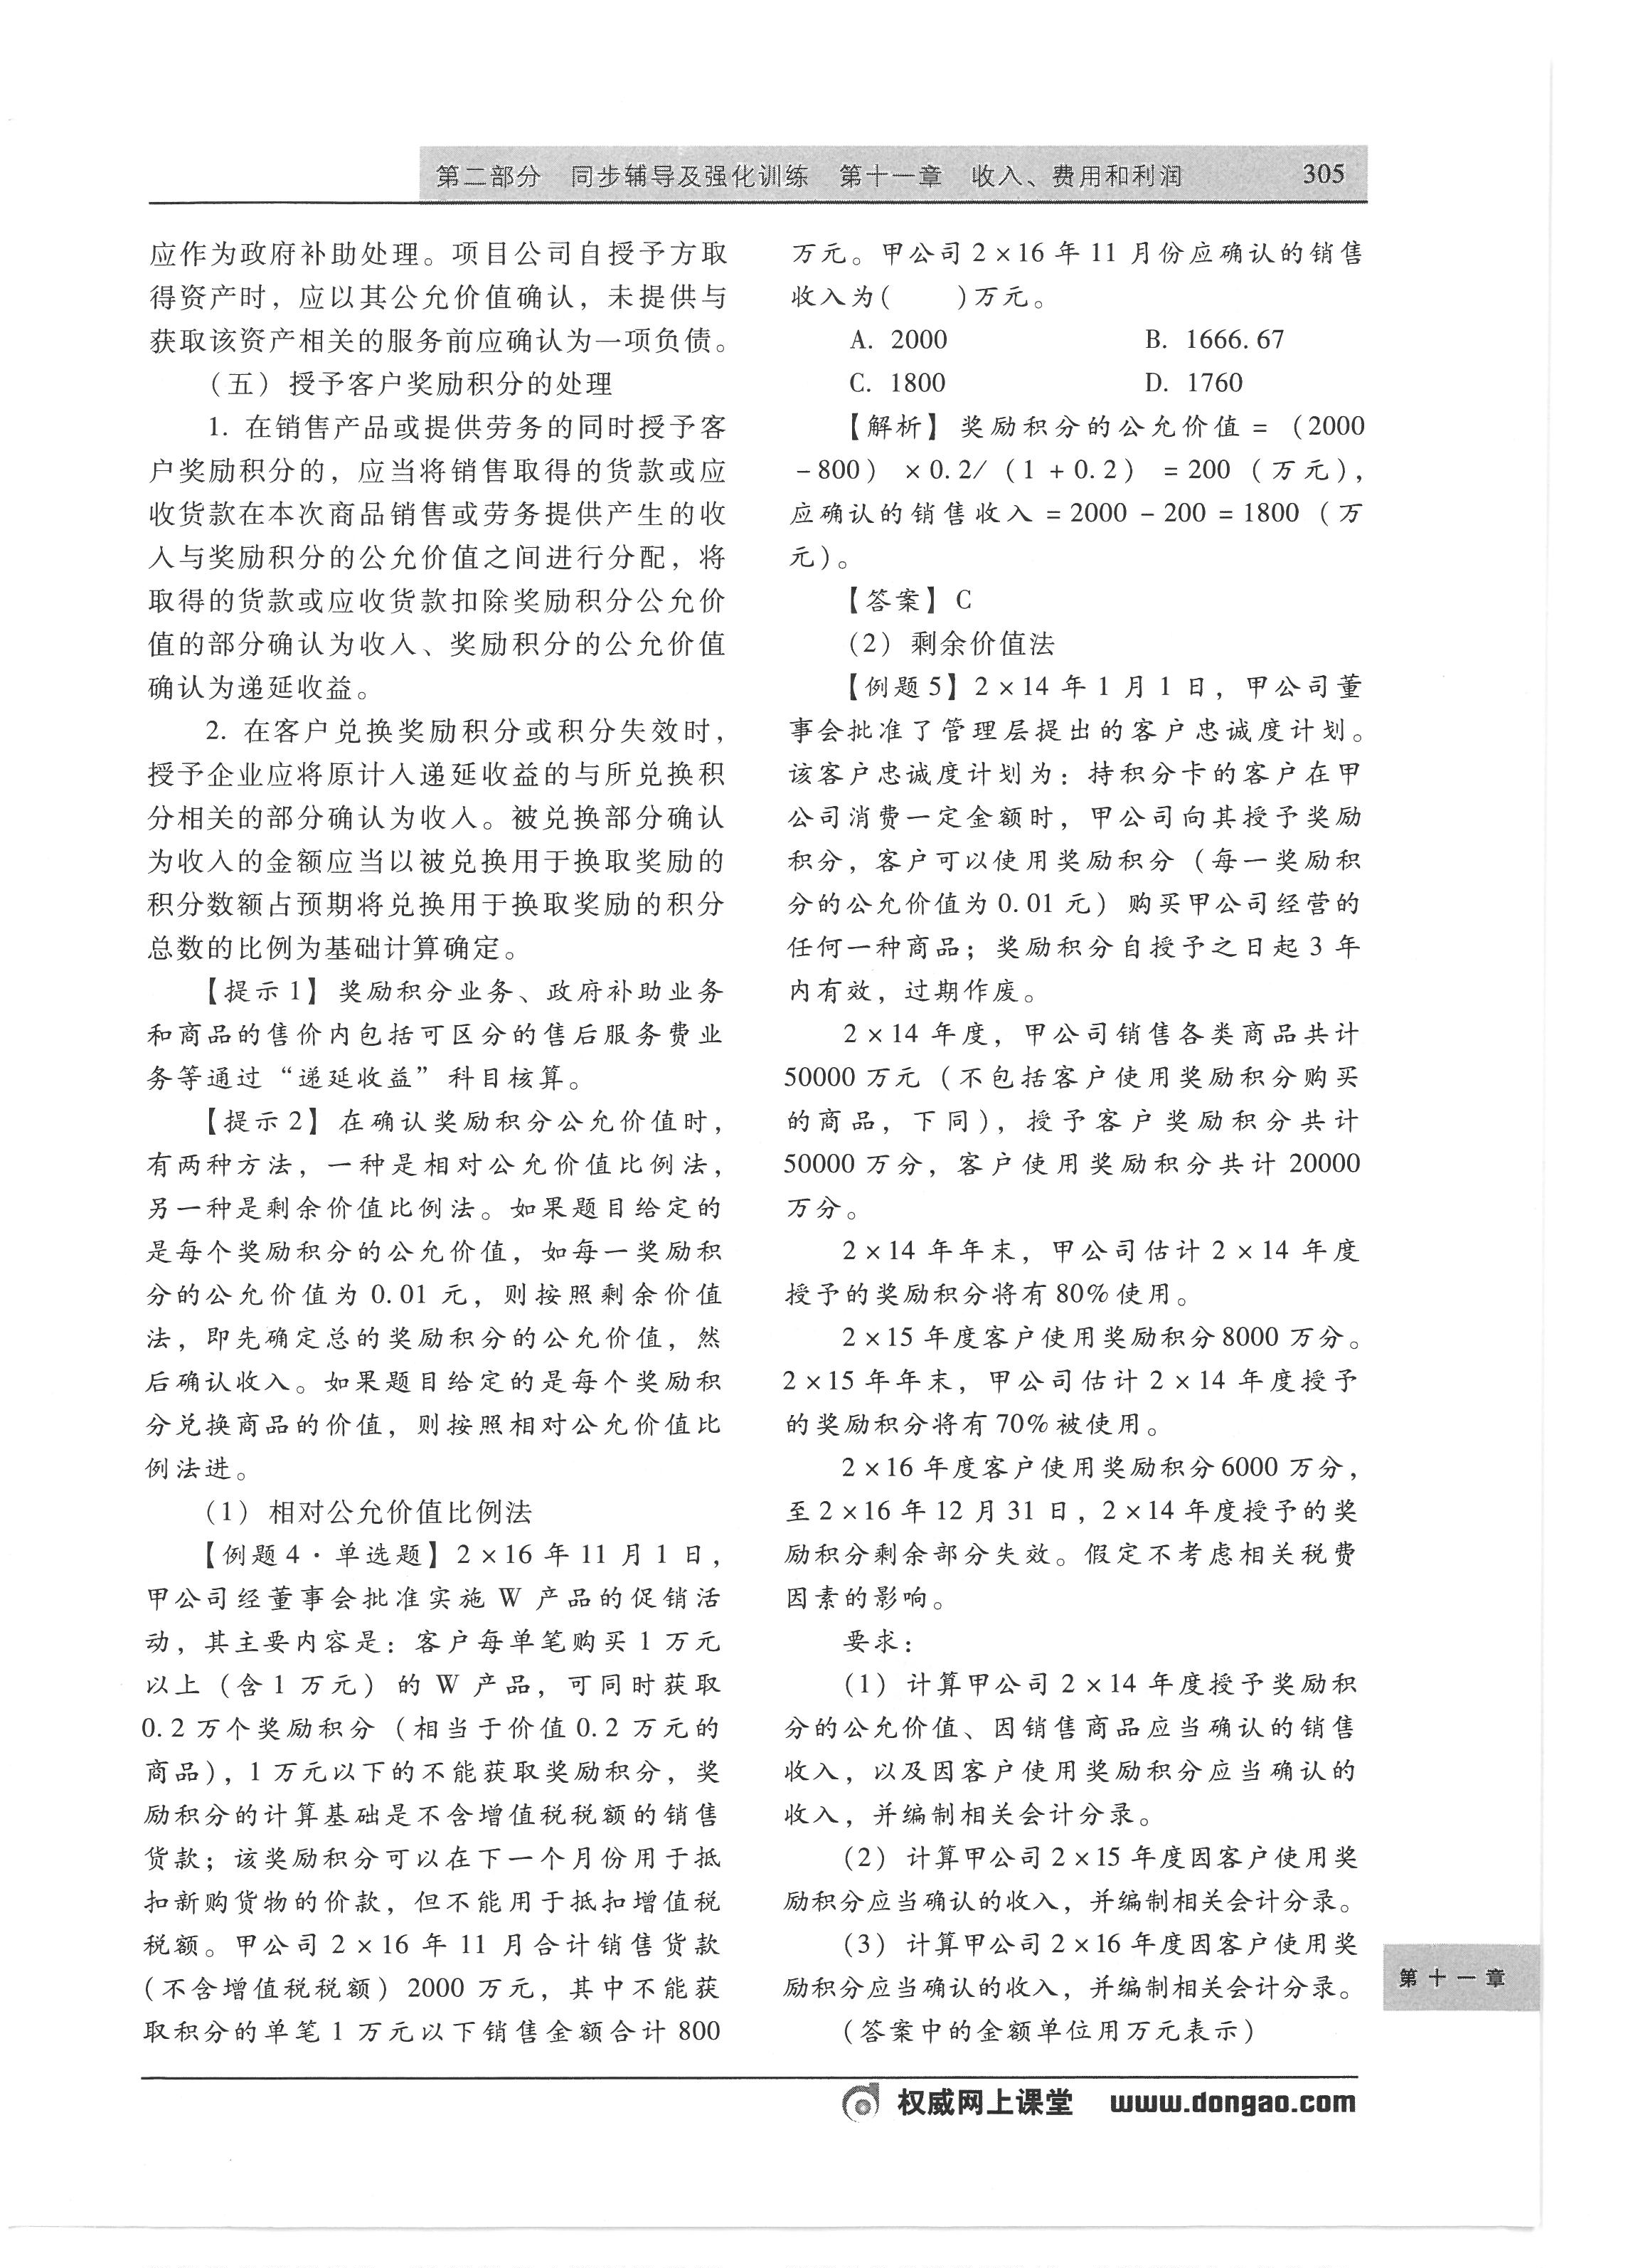 第二部分 同步辅导及强化训练 第十一章 收入、费用和利润 305
应作为政府补助处理。项目公司自授予方取
得资产时，应以其公允价值确认，未提供与
获取该资产相关的服务前应确认为一项负债。
（五）授予客户奖励积分的处理
1. 在销售产品或提供劳务的同时授予客
户奖励积分的，应当将销售取得的货款或应
收货款在本次商品销售或劳务提供产生的收
入与奖励积分的公允价值之间进行分配，将
取得的货款或应收货款扣除奖励积分公允价
值的部分确认为收入、奖励积分的公允价值
确认为递延收益。
2. 在客户兑换奖励积分或积分失效时，
授予企业应将原计入递延收益的与所兑换积
分相关的部分确认为收入。被兑换部分确认
为收入的金额应当以被兑换用于换取奖励的
积分数额占预期将兑换用于换取奖励的积分
总数的比例为基础计算确定。
【提示1】奖励积分业务、政府补助业务
和商品的售价内包括可区分的售后服务费业
务等通过“递延收益”科目核算。
【提示2】在确认奖励积分公允价值时，
有两种方法，一种是相对公允价值比例法，
另一种是剩余价值比例法。如果题目给定的
是每个奖励积分的公允价值，如每一奖励积
分的公允价值为0.01元，则按照剩余价值
法，即先确定总的奖励积分的公允价值，然
后确认收入。如果题目给定的是每个奖励积
分兑换商品的价值，则按照相对公允价值比
例法进。
（1）相对公允价值比例法
【例题4·单选题】2×16年11月1日，
甲公司经董事会批准实施W产品的促销活
动，其主要内容是：客户每单笔购买1万元
以上（含1万元）的W产品，可同时获取
0.2万个奖励积分（相当于价值0.2万元的
商品），1万元以下的不能获取奖励积分，奖
励积分的计算基础是不含增值税税额的销售
货款；该奖励积分可以在下一个月份用于抵
扣新购货物的价款，但不能用于抵扣增值税
税额。甲公司2×16年11月合计销售货款
（不含增值税税额）2000万元，其中不能获
取积分的单笔1万元以下销售金额合计800
万元。甲公司2×16年11月份应确认的销售
收入为(　　)万元。
A. 2000　　B. 1666.67
C. 1800　　D. 1760
【解析】奖励积分的公允价值=（2000
-800）×0.2/（1+0.2）=200（万元），
应确认的销售收入=2000-200=1800（万
元）。
【答案】C
（2）剩余价值法
【例题5】2×14年1月1日，甲公司董
事会批准了管理层提出的客户忠诚度计划。
该客户忠诚度计划为：持积分卡的客户在甲
公司消费一定金额时，甲公司向其授予奖励
积分，客户可以使用奖励积分（每一奖励积
分的公允价值为0.01元）购买甲公司经营的
任何一种商品；奖励积分自授予之日起3年
内有效，过期作废。
2×14年度，甲公司销售各类商品共计
50000万元（不包括客户使用奖励积分购买
的商品，下同），授予客户奖励积分共计
50000万分，客户使用奖励积分共计20000
万分。
2×14年年末，甲公司估计2×14年度
授予的奖励积分将有80%使用。
2×15年度客户使用奖励积分8000万分。
2×15年年末，甲公司估计2×14年度授予
的奖励积分将有70%被使用。
2×16年度客户使用奖励积分6000万分，
至2×16年12月31日，2×14年度授予的奖
励积分剩余部分失效。假定不考虑相关税费
因素的影响。
要求：
（1）计算甲公司2×14年度授予奖励积
分的公允价值、因销售商品应当确认的销售
收入，以及因客户使用奖励积分应当确认的
收入，并编制相关会计分录。
（2）计算甲公司2×15年度因客户使用奖
励积分应当确认的收入，并编制相关会计分录。
（3）计算甲公司2×16年度因客户使用奖
励积分应当确认的收入，并编制相关会计分录。
（答案中的金额单位用万元表示）
第十一章
权威网上课堂 www.dongao.com